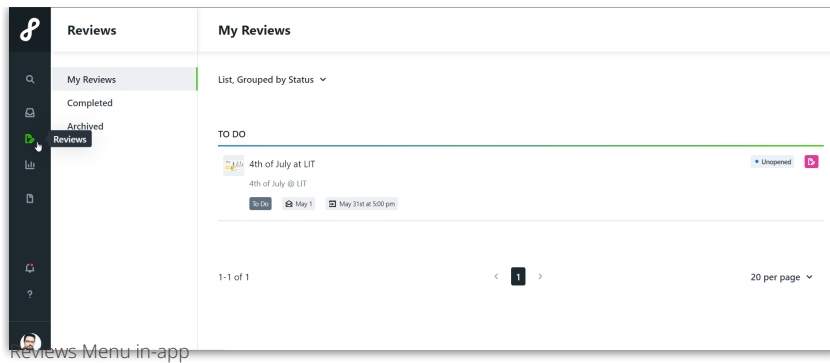 Reviews
My Reviews
My Reviews
Completed
Archived
Reviews
List, Grouped by Status
TO DO
4th of July at LIT
4th of July @ LIT
To Do
May 1
May 31st at 5:00 pm
Unopened
1-1 of 1
1
20 per page
?
Reviews Menu in-app